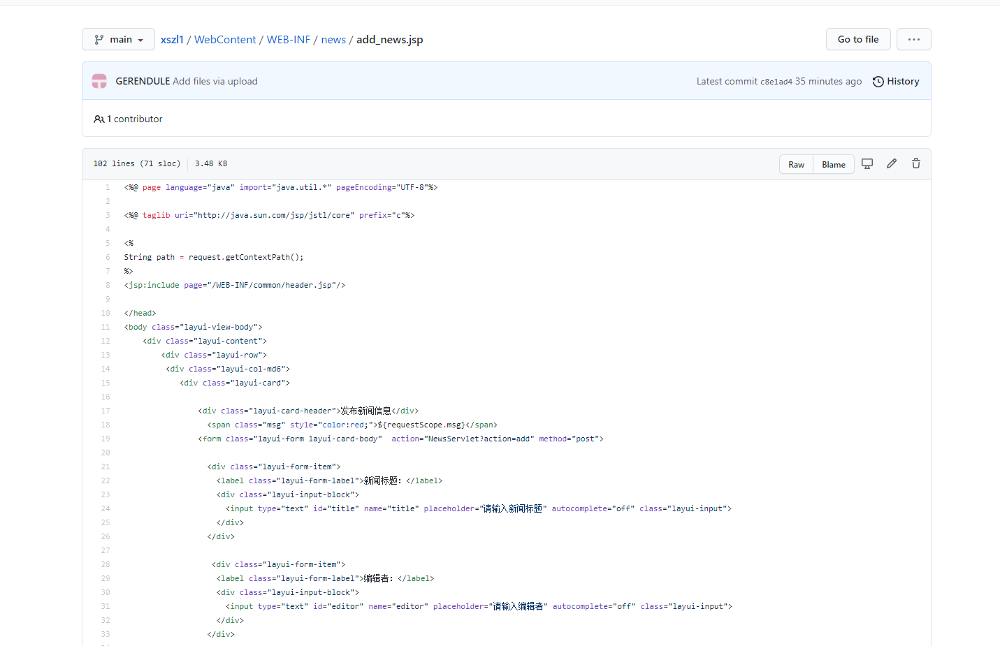 main
xszl1 / WebContent / WEB-INF / news / add_news.jsp
Go to file
GERENDULE Add files via upload
Latest commit c8e1ad4 35 minutes ago
History
1 contributor
102 lines (71 sloc)
3.48 KB
Raw
Blame
1 <%@ page language="java" import="java.util.*" pageEncoding="UTF-8"%>
2
3 <%@ taglib uri="http://java.sun.com/jsp/jstl/core" prefix="c"%>
4
5 <%
6 String path = request.getContextPath();
7 %>
8 <jsp:include page="/WEB-INF/common/header.jsp"/>
9
10 </head>
11 <body class="layui-view-body">
12 <div class="layui-content">
13 <div class="layui-row">
14 <div class="layui-col-md6">
15 <div class="layui-card">
16
17 <div class="layui-card-header">发布新闻信息</div>
18 <span class="msg" style="color:red;">${requestScope.msg}</span>
19 <form class="layui-form layui-card-body"  action="NewsServlet?action=add" method="post">
20
21 <div class="layui-form-item">
22 <label class="layui-form-label">新闻标题：</label>
23 <div class="layui-input-block">
24 <input type="text" id="title" name="title" placeholder="请输入新闻标题" autocomplete="off" class="layui-input">
25 </div>
26 </div>
27
28 <div class="layui-form-item">
29 <label class="layui-form-label">编辑者：</label>
30 <div class="layui-input-block">
31 <input type="text" id="editor" name="editor" placeholder="请输入编辑者" autocomplete="off" class="layui-input">
32 </div>
33 </div>